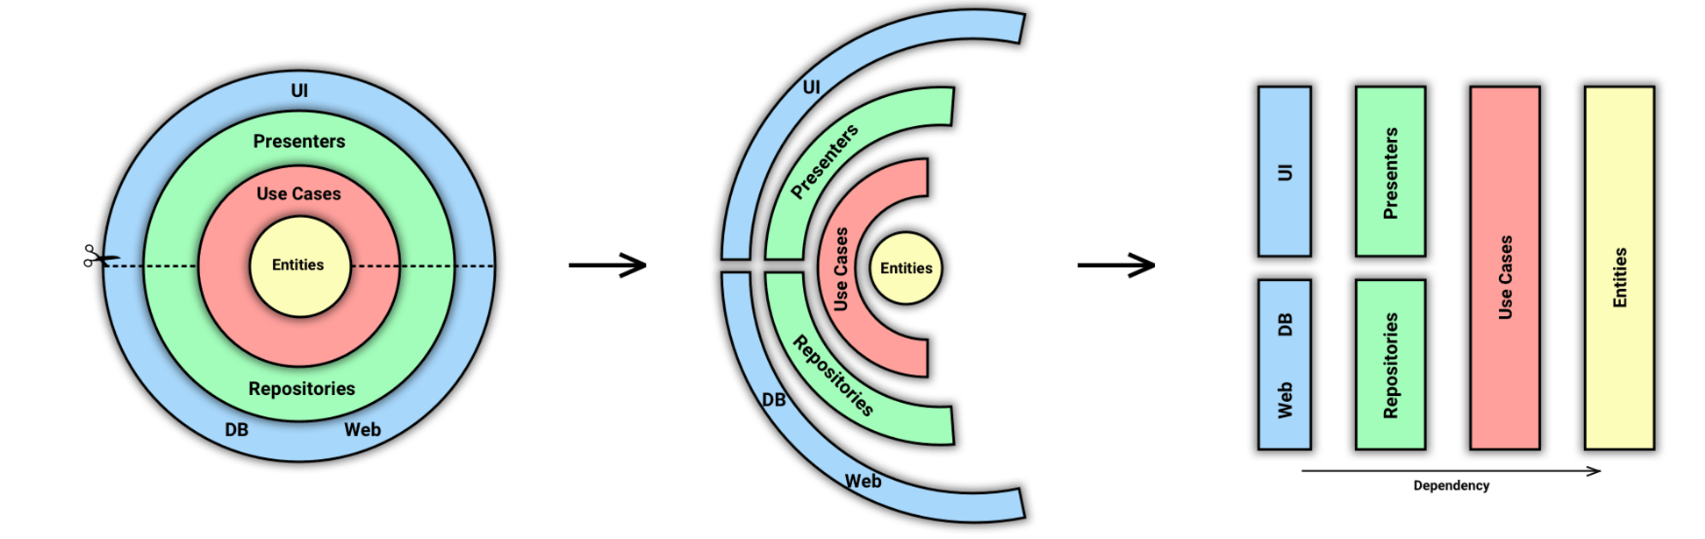 UI
Presenters
Use Cases
Entities
Repositories
DB
Web
UI
Presenters
Use Cases
Entities
Repositories
DB
Web
UI
DB
Web
Presenters
Repositories
Use Cases
Entities
Dependency